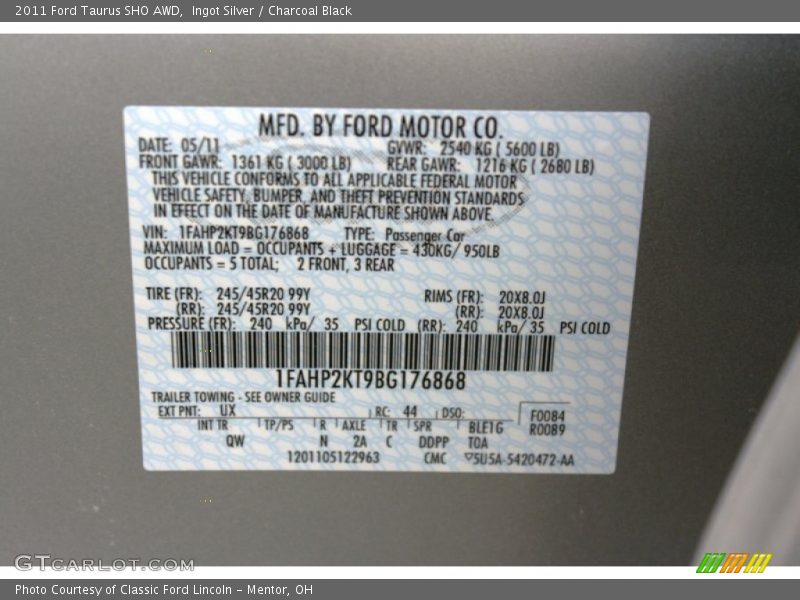 2011 Ford Taurus SHO AWD,  Ingot Silver / Charcoal Black
MFD. BY FORD MOTOR CO.
DATE: 05/11 GVWR: 2540 KG ( 5600 LB)
FRONT GAWR: 1361 KG ( 3000 LB) REAR GAWR: 1216 KG ( 2680 LB)
THIS VEHICLE CONFORMS TO ALL APPLICABLE FEDERAL MOTOR
VEHICLE SAFETY, BUMPER, AND THEFT PREVENTION STANDARDS
IN EFFECT ON THE DATE OF MANUFACTURE SHOWN ABOVE.
VIN: 1FAHP2KT9BG176868 TYPE: Passenger Car
MAXIMUM LOAD = OCCUPANTS + LUGGAGE = 430KG/ 950LB
OCCUPANTS = 5 TOTAL; 2 FRONT, 3 REAR
TIRE (FR): 245/45R20 99Y RIMS (FR): 20X8.0J
(RR): 245/45R20 99Y (RR): 20X8.0J
PRESSURE (FR): 240 kPa/ 35 PSI COLD (RR): 240 kPa/ 35 PSI COLD
1FAHP2KT9BG176868
TRAILER TOWING - SEE OWNER GUIDE
EXT PNT: UX RC: 44 DSO: F0084
INT TR TP/PS R AXLE TR SPR BLE1G R0089
QW N 2A C DDPP TOA
1201105122963 CMC 5U5A-5420472-AA
GTCARLOT.COM
Photo Courtesy of Classic Ford Lincoln - Mentor, OH